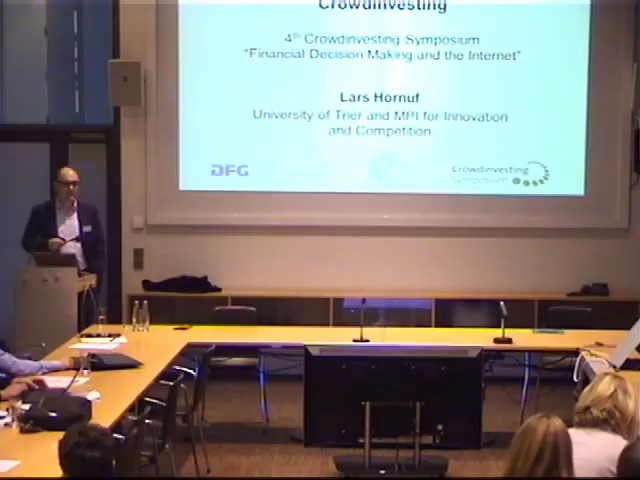 Crowdinvesting
4th Crowdinvesting Symposium
"Financial Decision Making and the Internet"
Lars Hornuf
University of Trier and MPI for Innovation
and Competition
DFG
Crowdinvesting
Symposium